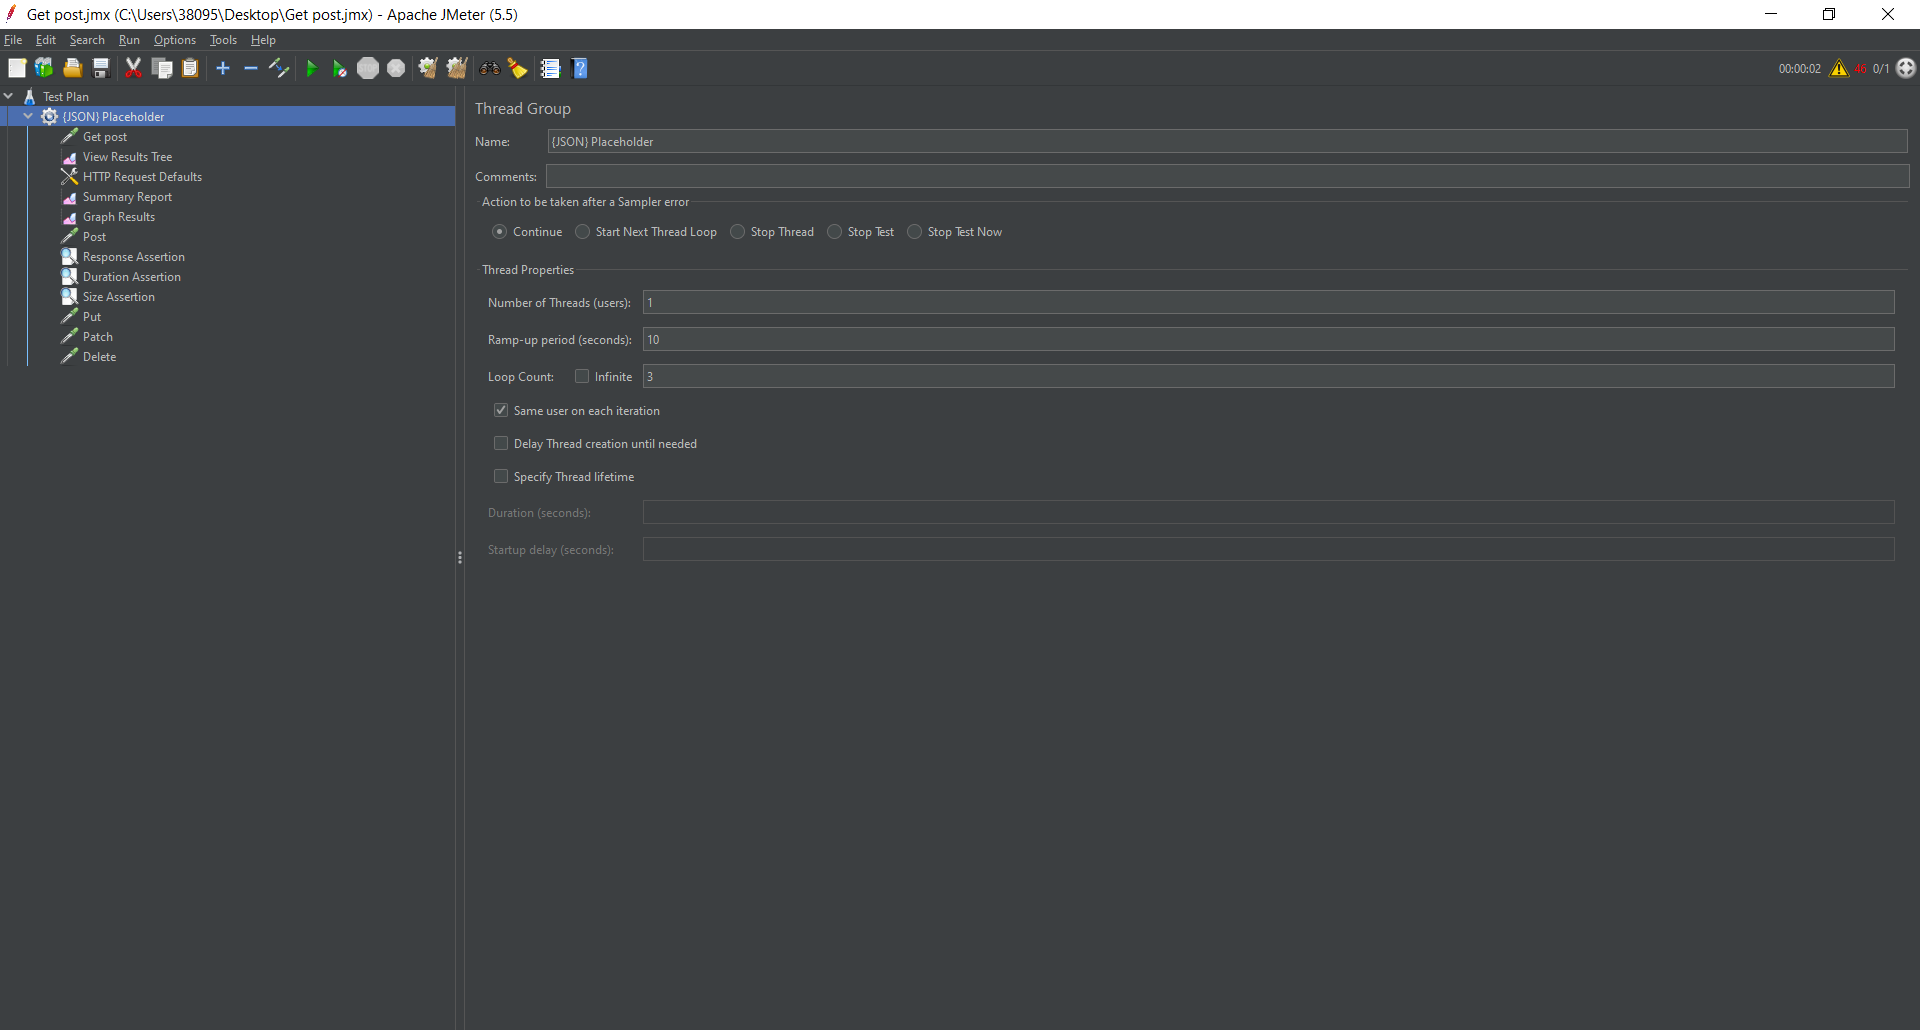 Get post.jmx (C:\Users\38095\Desktop\Get post.jmx) - Apache JMeter (5.5)
File Edit Search Run Options Tools Help
00:00:02 46 0/1
Test Plan
{JSON} Placeholder
Get post
View Results Tree
HTTP Request Defaults
Summary Report
Graph Results
Post
Response Assertion
Duration Assertion
Size Assertion
Put
Patch
Delete
Thread Group
Name: {JSON} Placeholder
Comments:
Action to be taken after a Sampler error
Continue Start Next Thread Loop Stop Thread Stop Test Stop Test Now
Thread Properties
Number of Threads (users): 1
Ramp-up period (seconds): 10
Loop Count: Infinite 3
Same user on each iteration
Delay Thread creation until needed
Specify Thread lifetime
Duration (seconds):
Startup delay (seconds):